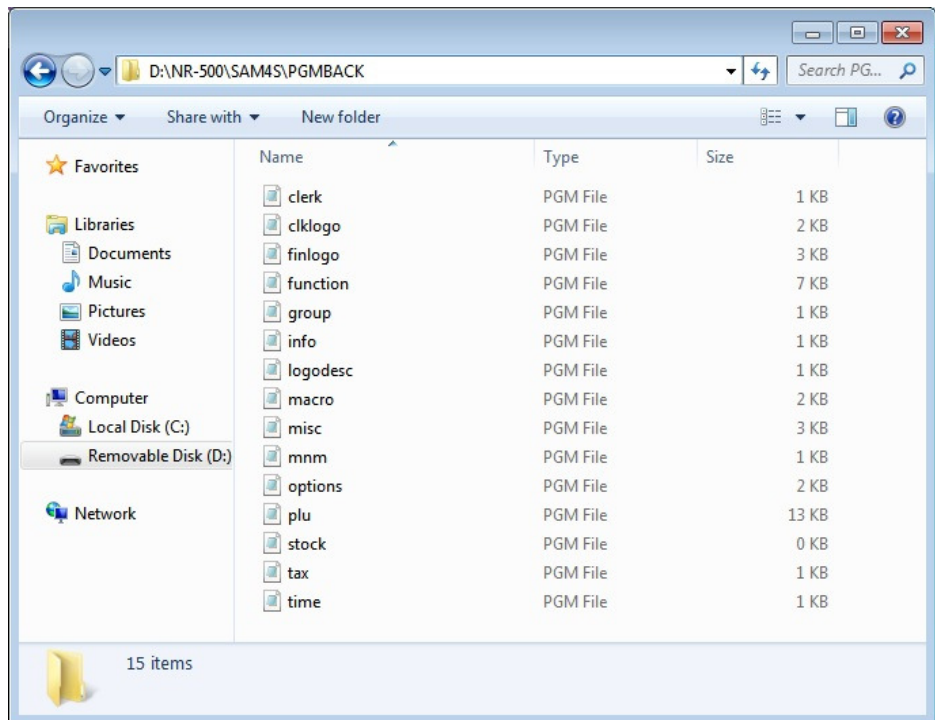 D:\NR-500\SAM4S\PGMBACK
Search PG...
Organize
Share with
New folder
Favorites
Libraries
Documents
Music
Pictures
Videos
Computer
Local Disk (C:)
Removable Disk (D:)
Network
Name Type Size
clerk PGM File 1 KB
clklogo PGM File 2 KB
finlogo PGM File 3 KB
function PGM File 7 KB
group PGM File 1 KB
info PGM File 1 KB
logodesc PGM File 1 KB
macro PGM File 2 KB
misc PGM File 3 KB
mnm PGM File 1 KB
options PGM File 2 KB
plu PGM File 13 KB
stock PGM File 0 KB
tax PGM File 1 KB
time PGM File 1 KB
15 items